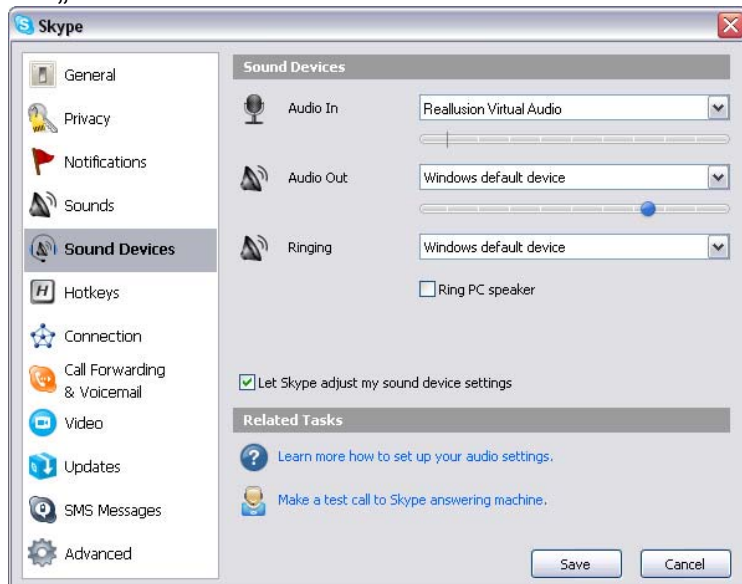 „
Skype
General
Privacy
Notifications
Sounds
Sound Devices
Hotkeys
Connection
Call Forwarding
& Voicemail
Video
Updates
SMS Messages
Advanced
Sound Devices
Audio In
Reallusion Virtual Audio
Audio Out
Windows default device
Ringing
Windows default device
Ring PC speaker
Let Skype adjust my sound device settings
Related Tasks
Learn more how to set up your audio settings.
Make a test call to Skype answering machine.
Save
Cancel